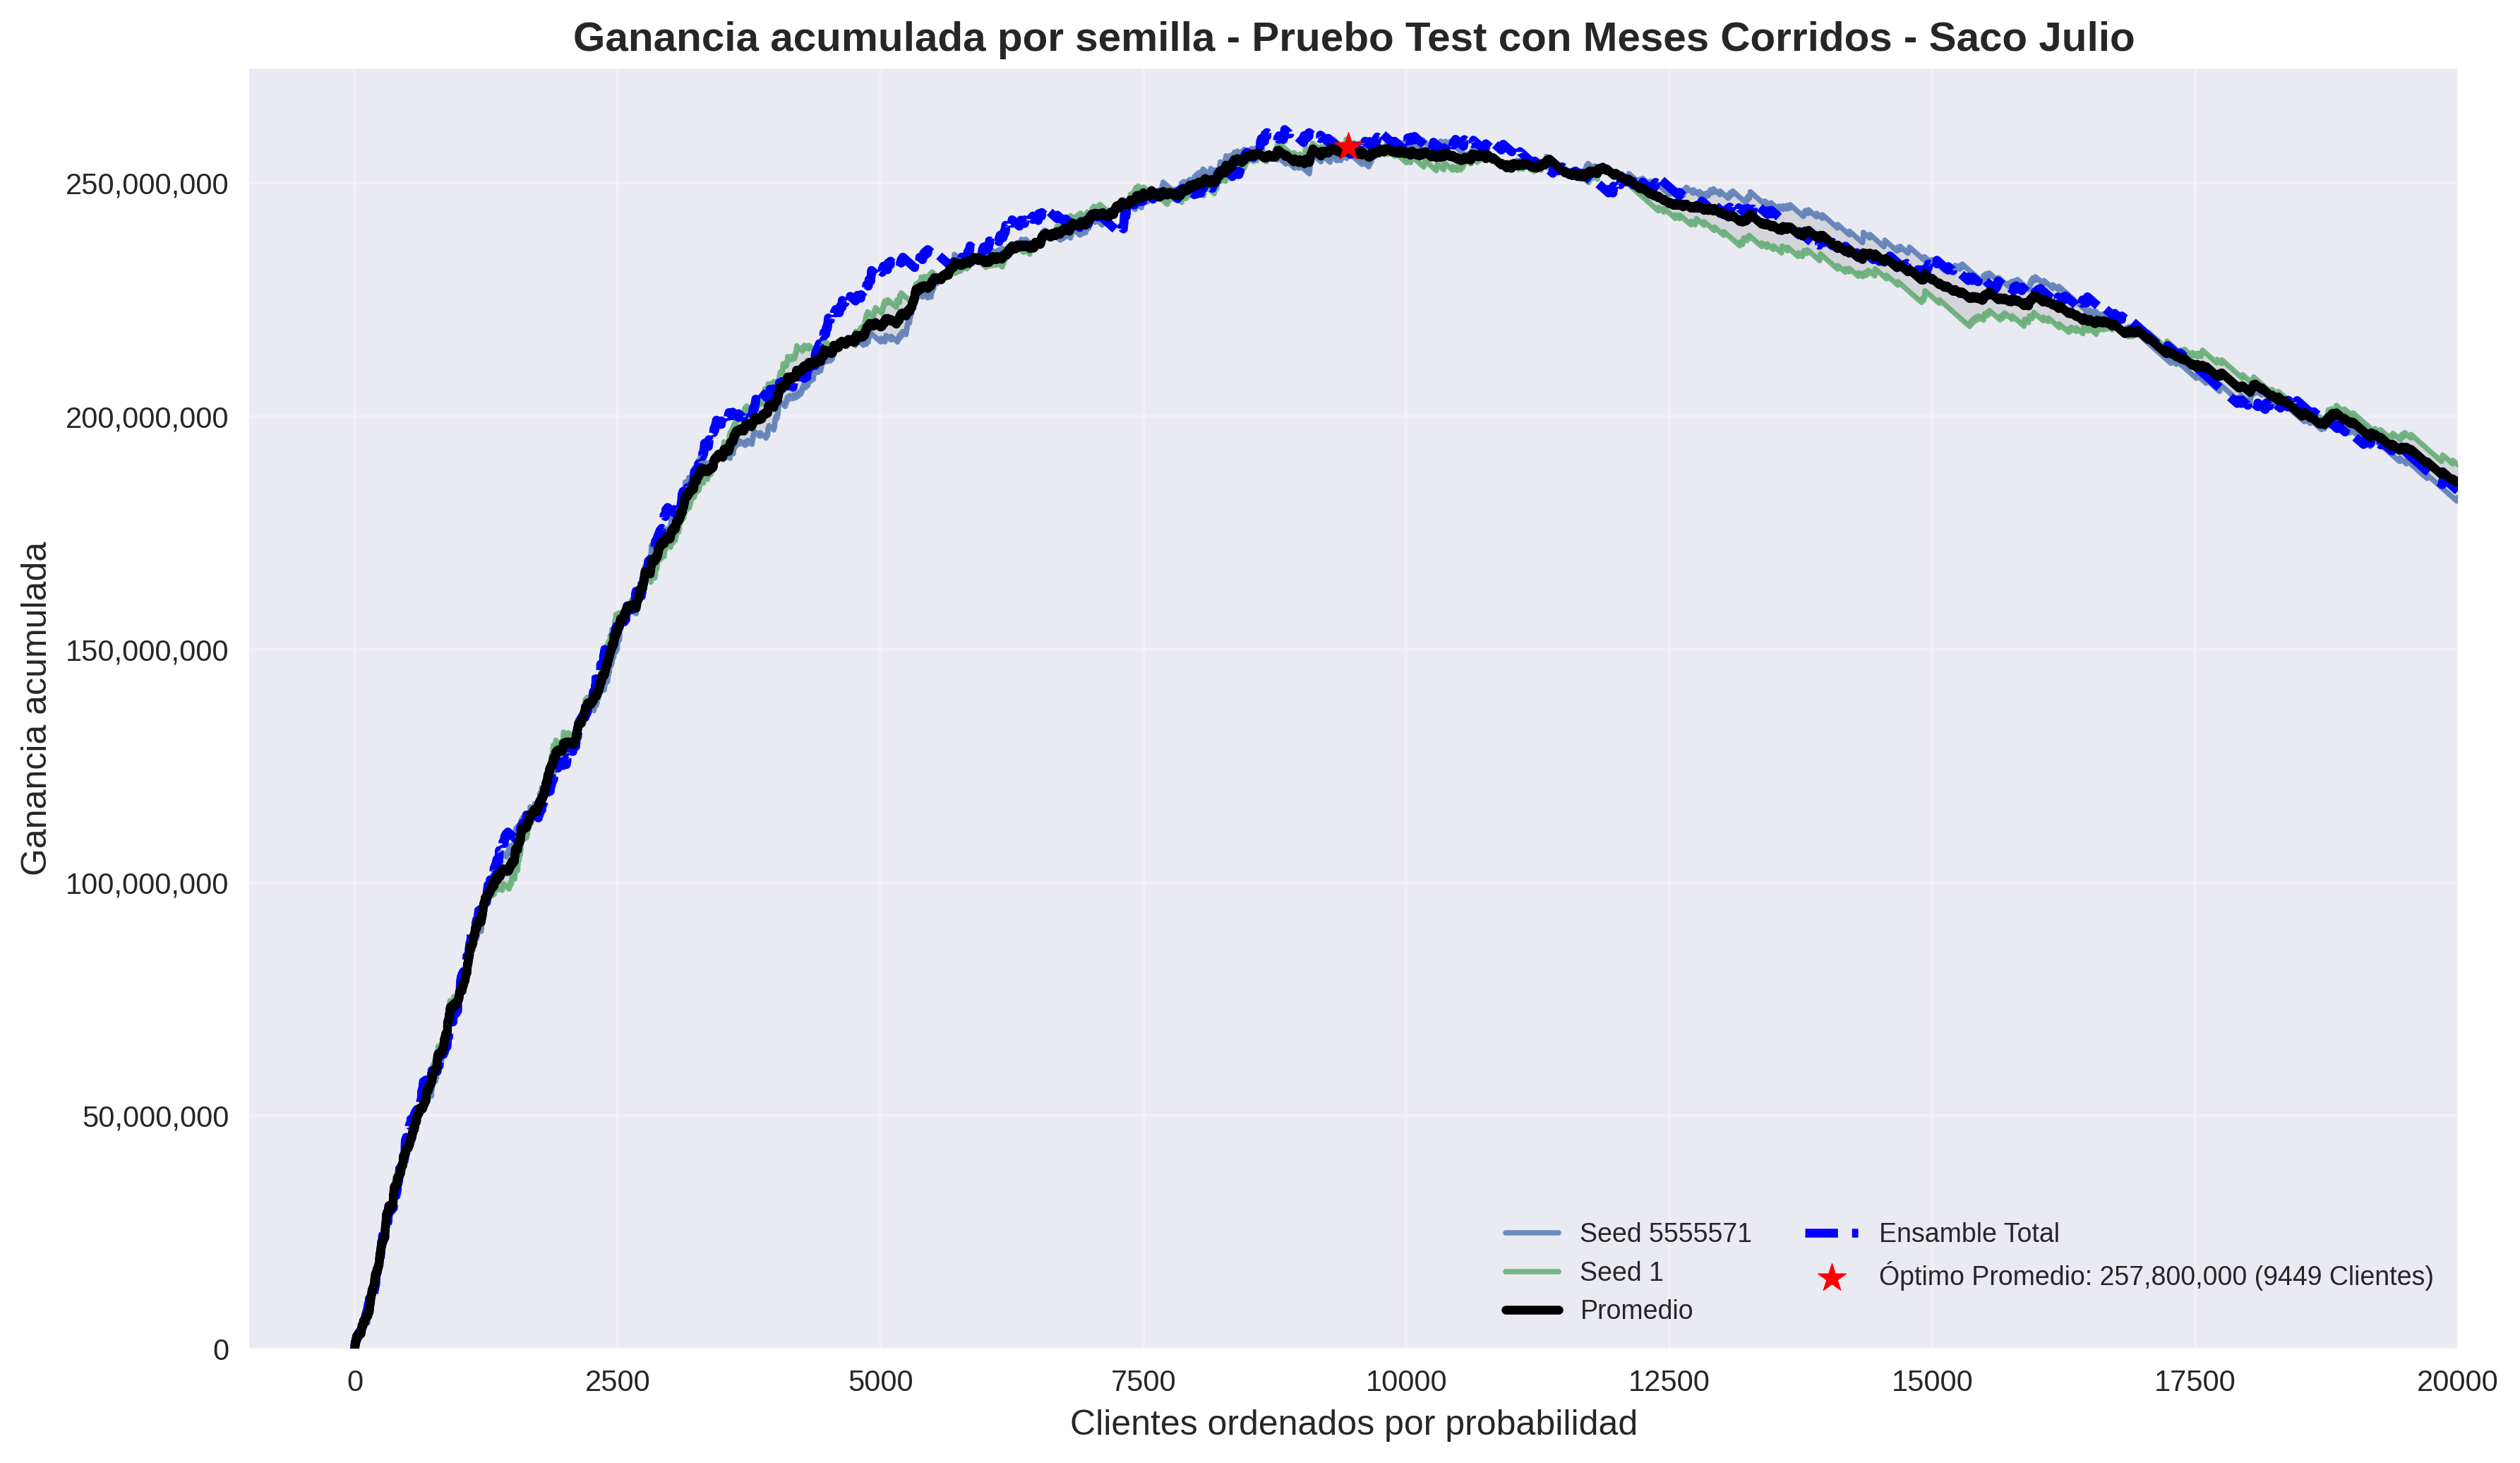 Ganancia acumulada por semilla - Pruebo Test con Meses Corridos - Saco Julio
Ganancia acumulada
250,000,000
200,000,000
150,000,000
100,000,000
50,000,000
0
0 2500 5000 7500 10000 12500 15000 17500 20000
Clientes ordenados por probabilidad
Seed 5555571
Seed 1
Promedio
Ensamble Total
Óptimo Promedio: 257,800,000 (9449 Clientes)